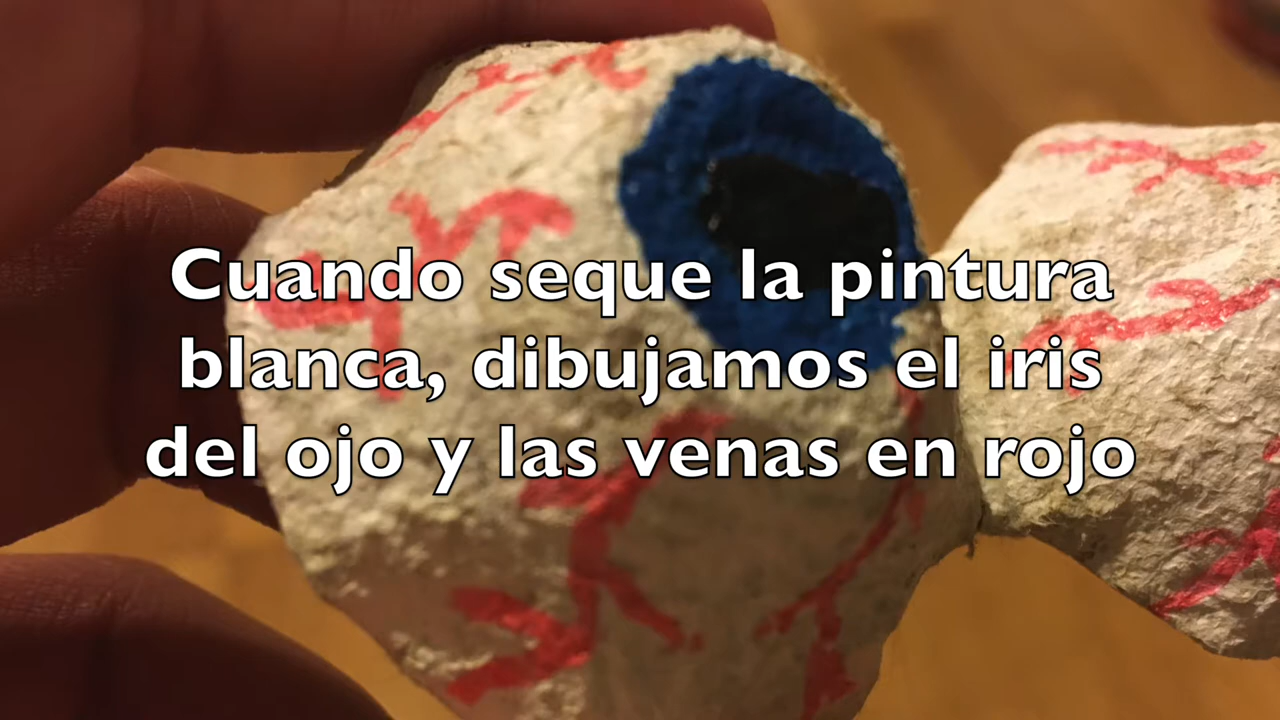 Cuando seque la pintura
blanca, dibujamos el iris
del ojo y las venas en rojo